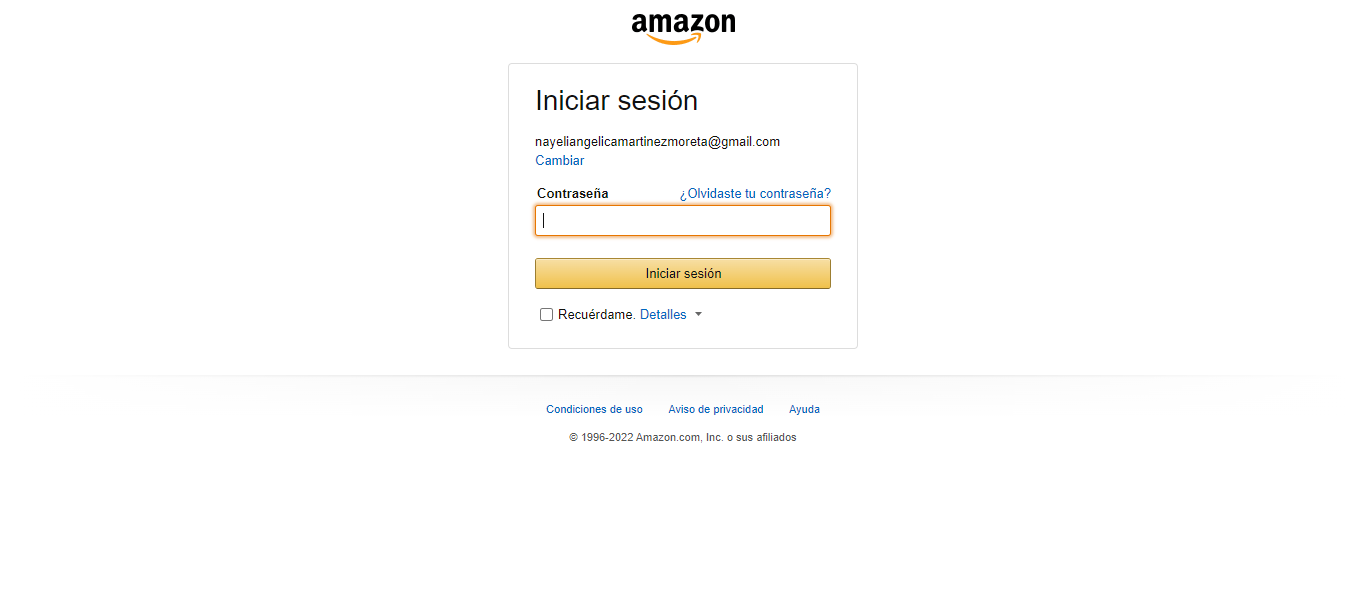 amazon
Iniciar sesión
nayeliangelicamartinezmoreta@gmail.com
Cambiar
Contraseña ¿Olvidaste tu contraseña?
Iniciar sesión
Recuérdame. Detalles
Condiciones de uso Aviso de privacidad Ayuda
© 1996-2022 Amazon.com, Inc. o sus afiliados